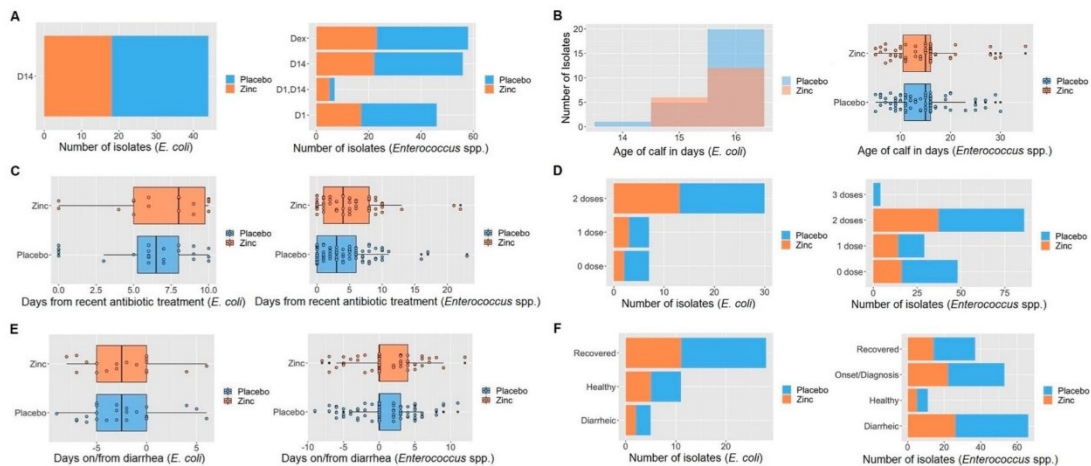 A
D14
0 10 20 30 40
Number of isolates (E. coli)
Placebo
Zinc
Dex
D14
D1,D14
D1
0 20 40 60
Number of isolates (Enterococcus spp.)
Placebo
Zinc
B
Number of Isolates
20
15
10
5
0
14 15 16
Age of calf in days (E. coli)
Placebo
Zinc
Zinc
Placebo
10 20 30
Age of calf in days (Enterococcus spp.)
Placebo
Zinc
C
Zinc
Placebo
0.0 2.5 5.0 7.5 10.0
Days from recent antibiotic treatment (E. coli)
Placebo
Zinc
Zinc
Placebo
0 5 10 15 20
Days from recent antibiotic treatment (Enterococcus spp.)
Placebo
Zinc
D
2 doses
1 dose
0 dose
0 10 20 30
Number of isolates (E. coli)
Placebo
Zinc
3 doses
2 doses
1 dose
0 dose
0 25 50 75
Number of isolates (Enterococcus spp.)
Placebo
Zinc
E
Zinc
Placebo
-5 0 5
Days on/from diarrhea (E. coli)
Placebo
Zinc
Zinc
Placebo
-10 -5 0 5 10
Days on/from diarrhea (Enterococcus spp.)
Placebo
Zinc
F
Recovered
Healthy
Diarrheic
0 10 20
Number of isolates (E. coli)
Placebo
Zinc
Recovered
Onset/Diagnosis
Healthy
Diarrheic
0 20 40 60
Number of isolates (Enterococcus spp.)
Placebo
Zinc